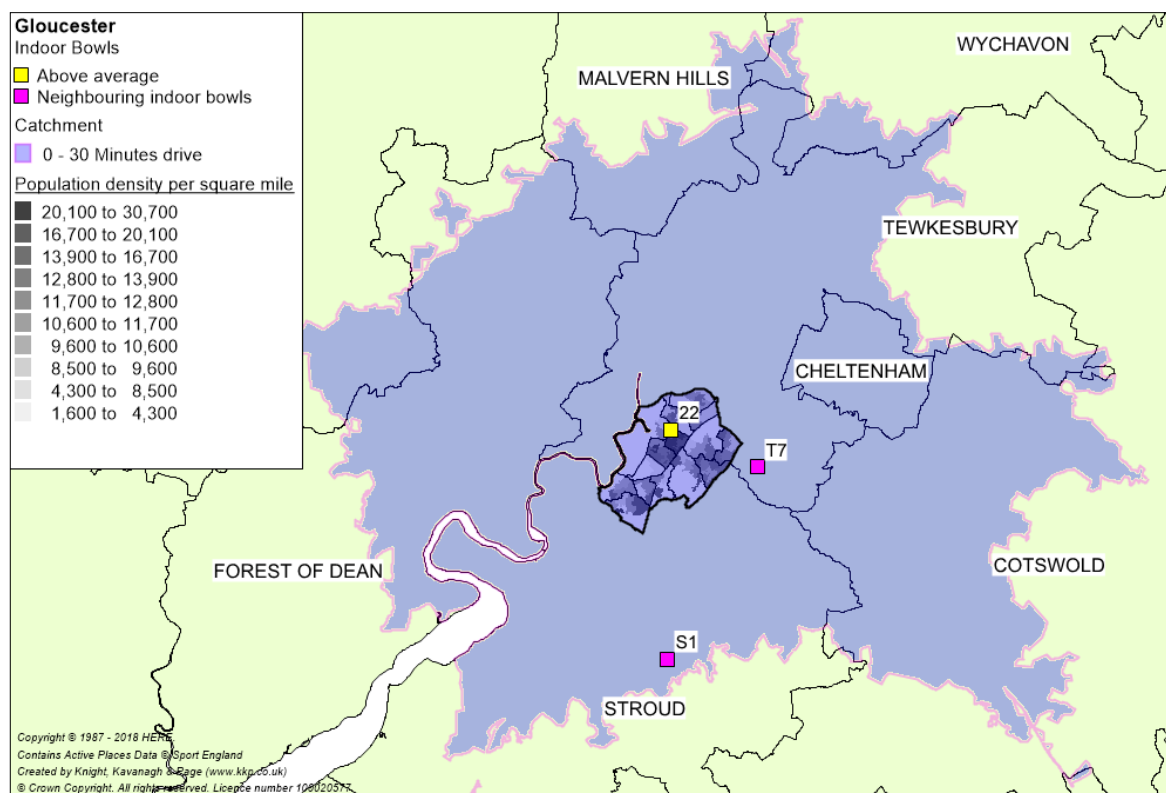 Gloucester
Indoor Bowls
Above average
Neighbouring indoor bowls
Catchment
0 - 30 Minutes drive
Population density per square mile
20,100 to 30,700
16,700 to 20,100
13,900 to 16,700
12,800 to 13,900
11,700 to 12,800
10,600 to 11,700
9,600 to 10,600
8,500 to 9,600
4,300 to 8,500
1,600 to 4,300
WYCHAVON
MALVERN HILLS
TEWKESBURY
CHELTENHAM
22
T7
FOREST OF DEAN
COTSWOLD
S1
STROUD
Copyright © 1987 - 2018 HERE
Contains Active Places Data © Sport England
Created by Knight, Kavanagh & Page (www.kkp.co.uk)
© Crown Copyright. All rights reserved. Licence number 100020577